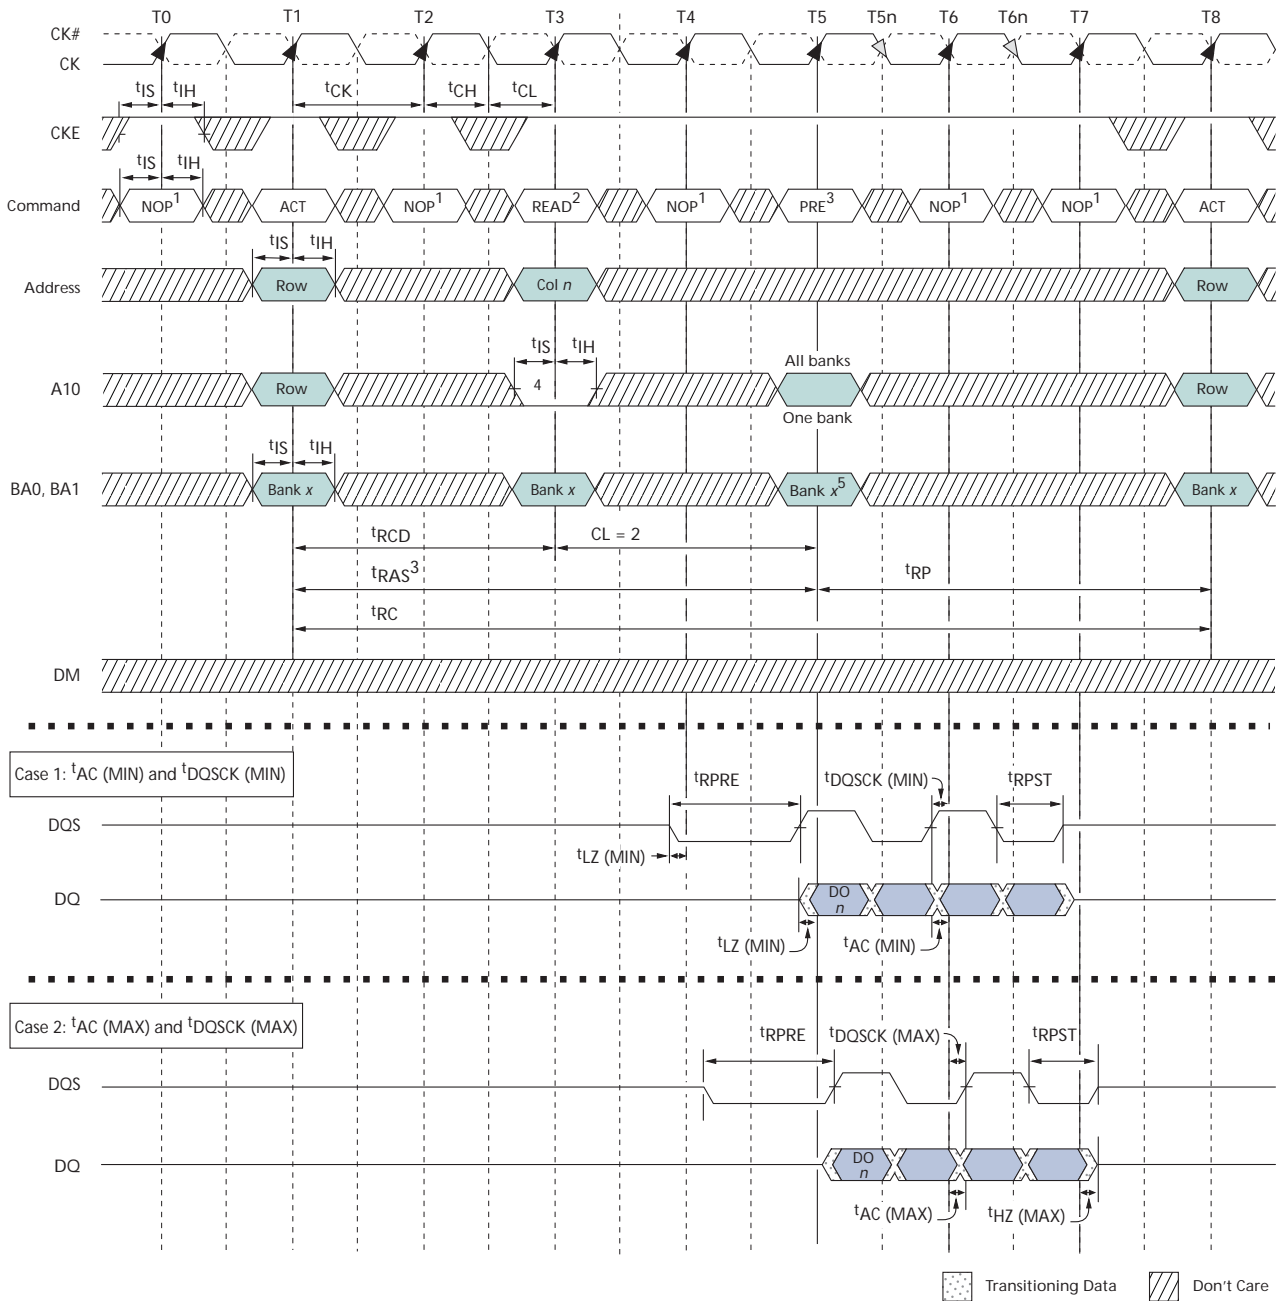 T0 T1 T2 T3 T4 T5 T5n T6 T6n T7 T8
CK#
CK
tIS tIH tCK tCH tCL
CKE
tIS tIH
Command NOP1 ACT NOP1 READ2 NOP1 PRE3 NOP1 NOP1 ACT
tIS tIH
Address Row Col n Row
tIS tIH
All banks
A10 Row 4 Row
One bank
tIS tIH
BA0, BA1 Bank x Bank x Bank x5 Bank x
tRCD CL = 2
tRAS3 tRP
tRC
DM
Case 1: tAC (MIN) and tDQSCK (MIN)
tRPRE tDQSCK (MIN) tRPST
DQS
tLZ (MIN)
DQ DO
n
tLZ (MIN) tAC (MIN)
Case 2: tAC (MAX) and tDQSCK (MAX)
tRPRE tDQSCK (MAX) tRPST
DQS
DQ DO
n
tAC (MAX) tHZ (MAX)
Transitioning Data Don't Care